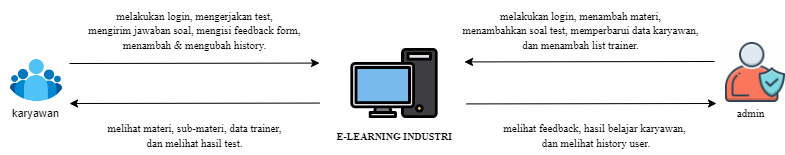 melakukan login, mengerjakan test,
mengirim jawaban soal, mengisi feedback form,
menambah & mengubah history.
melakukan login, menambah materi,
menambahkan soal test, memperbarui data karyawan,
dan menambah list trainer.
karyawan
E-LEARNING INDUSTRI
admin
melihat materi, sub-materi, data trainer,
dan melihat hasil test.
melihat feedback, hasil belajar karyawan,
dan melihat history user.